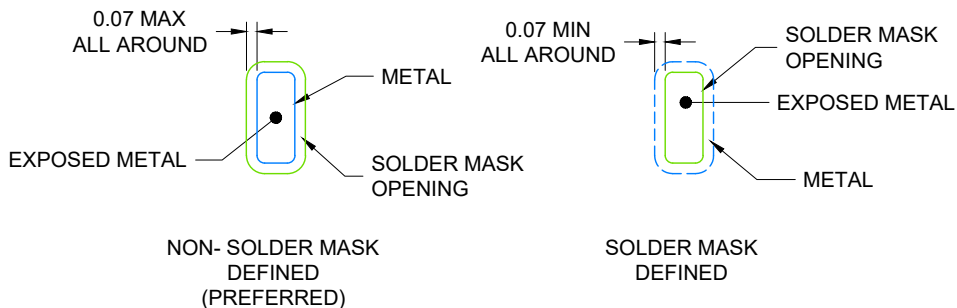 0.07 MAX
ALL AROUND
METAL
EXPOSED METAL
SOLDER MASK
OPENING
NON- SOLDER MASK
DEFINED
(PREFERRED)
0.07 MIN
ALL AROUND
SOLDER MASK
OPENING
EXPOSED METAL
METAL
SOLDER MASK
DEFINED